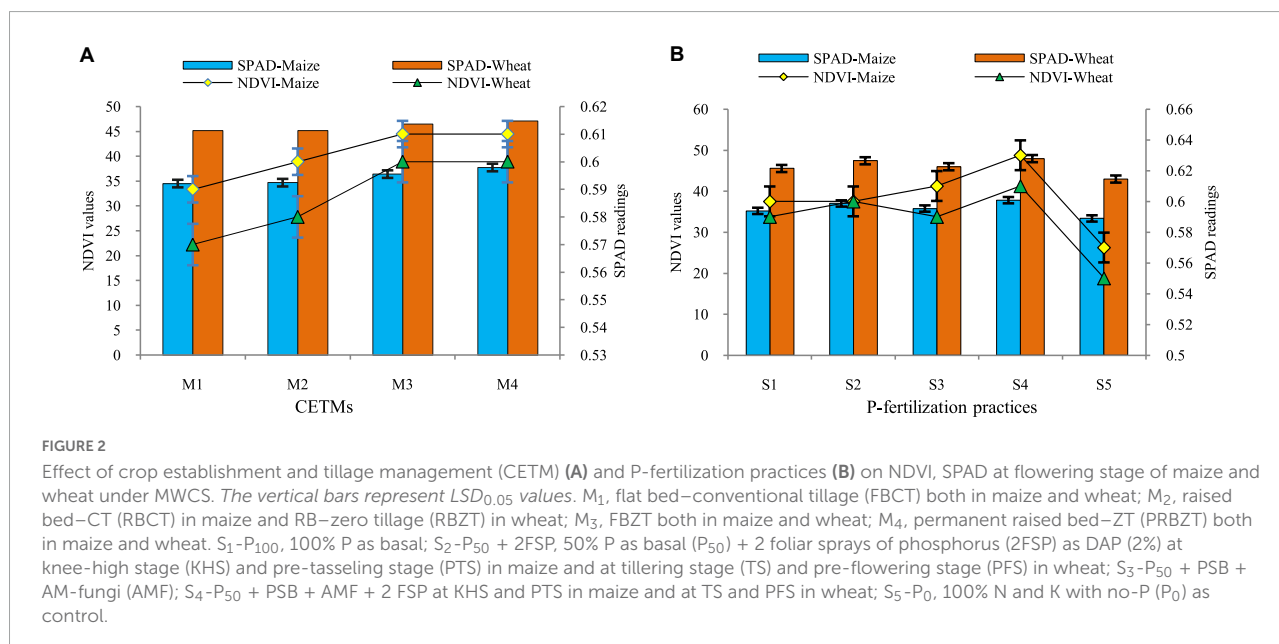 A
SPAD-Maize
SPAD-Wheat
NDVI-Maize
NDVI-Wheat
NDVI values
50
45
40
35
30
25
20
15
10
5
0
0.62
0.61
0.6
0.59
0.58
0.57
0.56
0.55
0.54
0.53
SPAD readings
M1
M2
M3
M4
CETMs
B
SPAD-Maize
SPAD-Wheat
NDVI-Maize
NDVI-Wheat
NDVI values
60
50
40
30
20
10
0
0.66
0.64
0.62
0.6
0.58
0.56
0.54
0.52
0.5
SPAD readings
S1
S2
S3
S4
S5
P-fertilization practices
FIGURE 2
Effect of crop establishment and tillage management (CETM) (A) and P-fertilization practices (B) on NDVI, SPAD at flowering stage of maize and
wheat under MWCS. The vertical bars represent LSD0.05 values. M1, flat bed–conventional tillage (FBCT) both in maize and wheat; M2, raised
bed–CT (RBCT) in maize and RB–zero tillage (RBZT) in wheat; M3, FBZT both in maize and wheat; M4, permanent raised bed–ZT (PRBZT) both
in maize and wheat. S1-P100, 100% P as basal; S2-P50 + 2FSP, 50% P as basal (P50) + 2 foliar sprays of phosphorus (2FSP) as DAP (2%) at
knee-high stage (KHS) and pre-tasseling stage (PTS) in maize and at tillering stage (TS) and pre-flowering stage (PFS) in wheat; S3-P50 + PSB +
AM-fungi (AMF); S4-P50 + PSB + AMF + 2 FSP at KHS and PTS in maize and at TS and PFS in wheat; S5-P0, 100% N and K with no-P (P0) as
control.